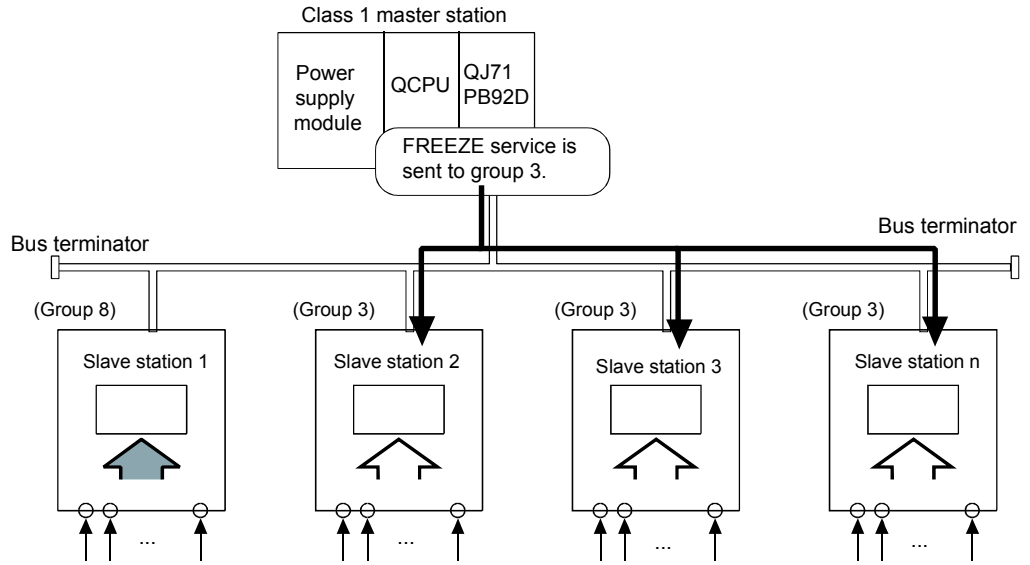 Class 1 master station
Power
supply
module
QCPU
QJ71
PB92D
FREEZE service is
sent to group 3.
Bus terminator
Bus terminator
(Group 8)
(Group 3)
(Group 3)
(Group 3)
Slave station 1
Slave station 2
Slave station 3
Slave station n
...
...
...
...